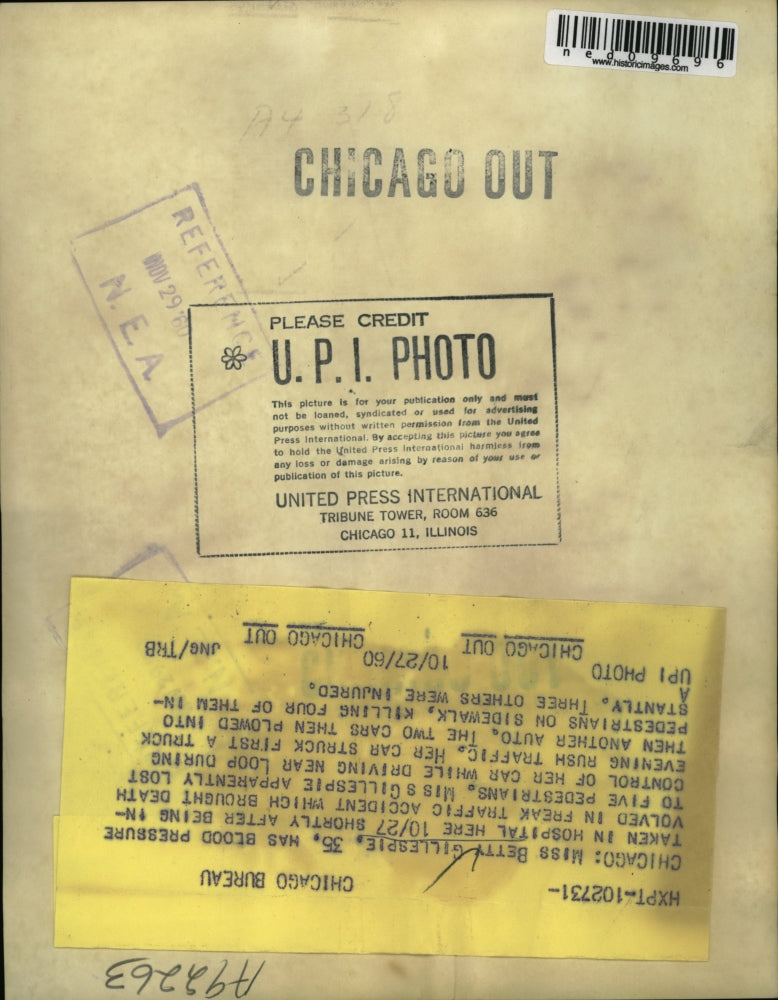 ned09696
www.historicimages.com
A4 318
CHICAGO OUT
REFERENCE
NOV 29 '60
N.E.A.
PLEASE CREDIT
U.P.I. PHOTO
This picture is for your publication only and must
not be loaned, syndicated or used for advertising
purposes without written permission from the United
Press International. By accepting this picture you agree
to hold the United Press International harmless from
any loss or damage arising by reason of your use or
publication of this picture.
UNITED PRESS INTERNATIONAL
TRIBUNE TOWER, ROOM 636
CHICAGO 11, ILLINOIS
HXPT-102731- CHICAGO BUREAU
CHICAGO: MISS BETTY GILLESPIE, 35, HAS BLOOD PRESSURE
TAKEN IN HOSPITAL HERE 10/27 SHORTLY AFTER BEING IN-
VOLVED IN FREAK TRAFFIC ACCIDENT WHICH BROUGHT DEATH
TO FIVE PEDESTRIANS. MISS GILLESPIE APPARENTLY LOST
CONTROL OF HER CAR WHILE DRIVING NEAR LOOP DURING
EVENING RUSH TRAFFIC. HER CAR STRUCK FIRST A TRUCK
THEN ANOTHER AUTO. THE TWO CARS THEN PLOWED INTO
PEDESTRIANS ON SIDEWALK, KILLING FOUR OF THEM IN-
STANTLY. THREE OTHERS WERE INJURED.
A
UPI PHOTO 10/27/60 JNG/TRB
CHICAGO OUT CHICAGO OUT
A92263